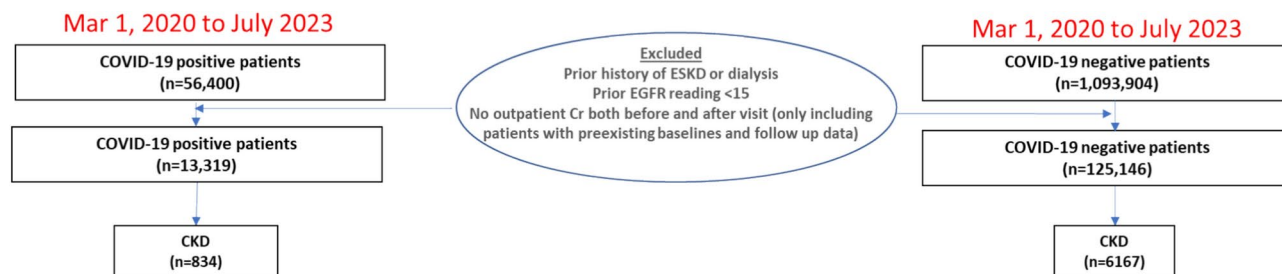 Mar 1, 2020 to July 2023
COVID-19 positive patients
(n=56,400)
COVID-19 positive patients
(n=13,319)
CKD
(n=834)
Excluded
Prior history of ESKD or dialysis
Prior EGFR reading <15
No outpatient Cr both before and after visit (only including
patients with preexisting baselines and follow up data)
Mar 1, 2020 to July 2023
COVID-19 negative patients
(n=1,093,904)
COVID-19 negative patients
(n=125,146)
CKD
(n=6167)